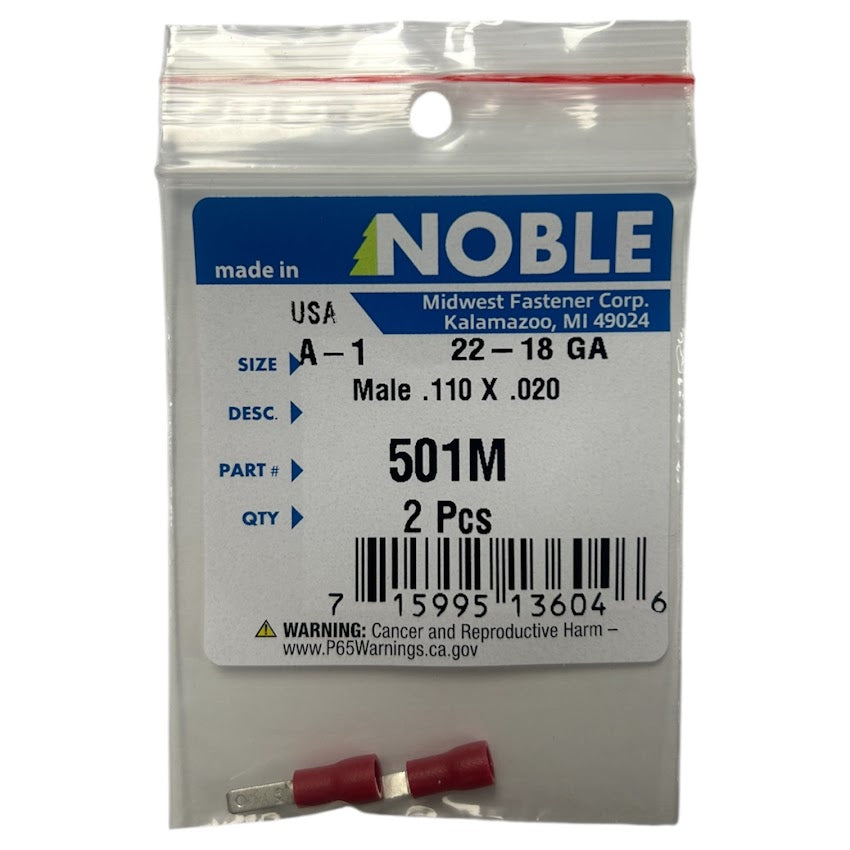 NOBLE
made in
USA
Midwest Fastener Corp.
Kalamazoo, MI 49024
SIZE A-1 22-18 GA
DESC. Male .110 X .020
PART # 501M
QTY 2 Pcs
7 15995 13604 6
WARNING: Cancer and Reproductive Harm –
www.P65Warnings.ca.gov